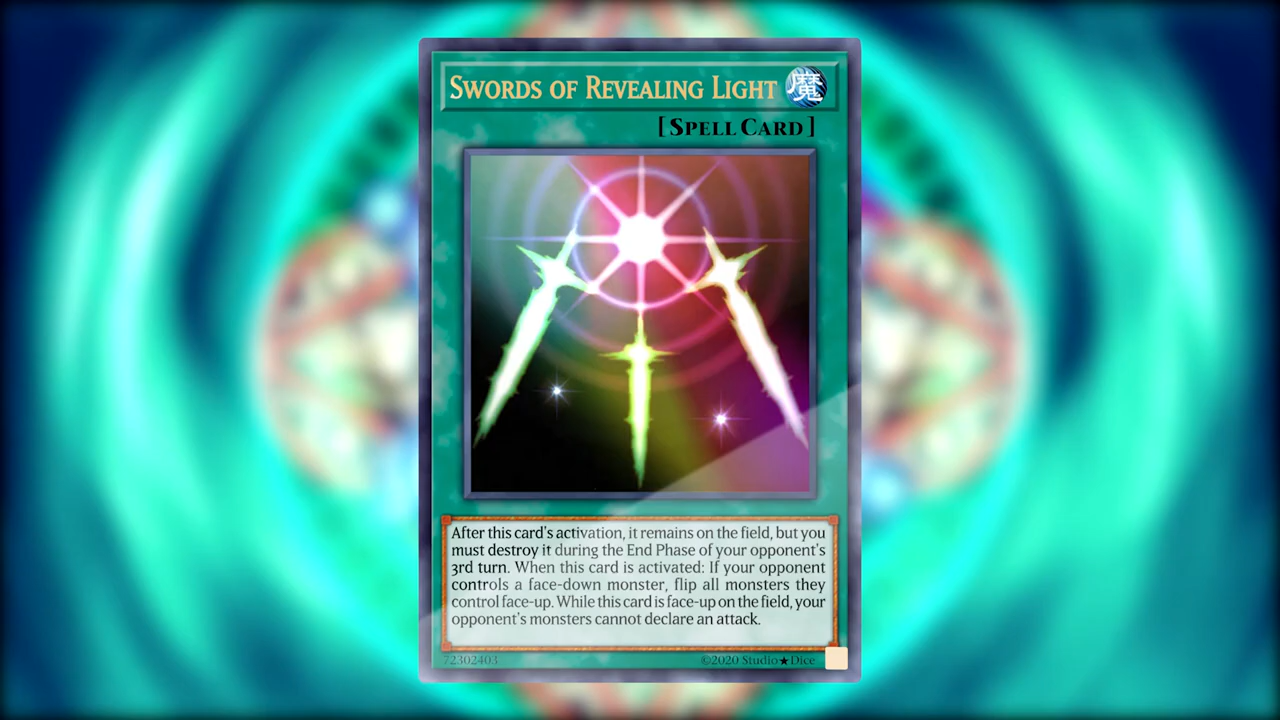 SWORDS OF REVEALING LIGHT 魔
[SPELL CARD]
After this card's activation, it remains on the field, but you
must destroy it during the End Phase of your opponent's
3rd turn. When this card is activated: If your opponent
controls a face-down monster, flip all monsters they
control face-up. While this card is face-up on the field, your
opponent's monsters cannot declare an attack.
72302403 ©2020 Studio★Dice